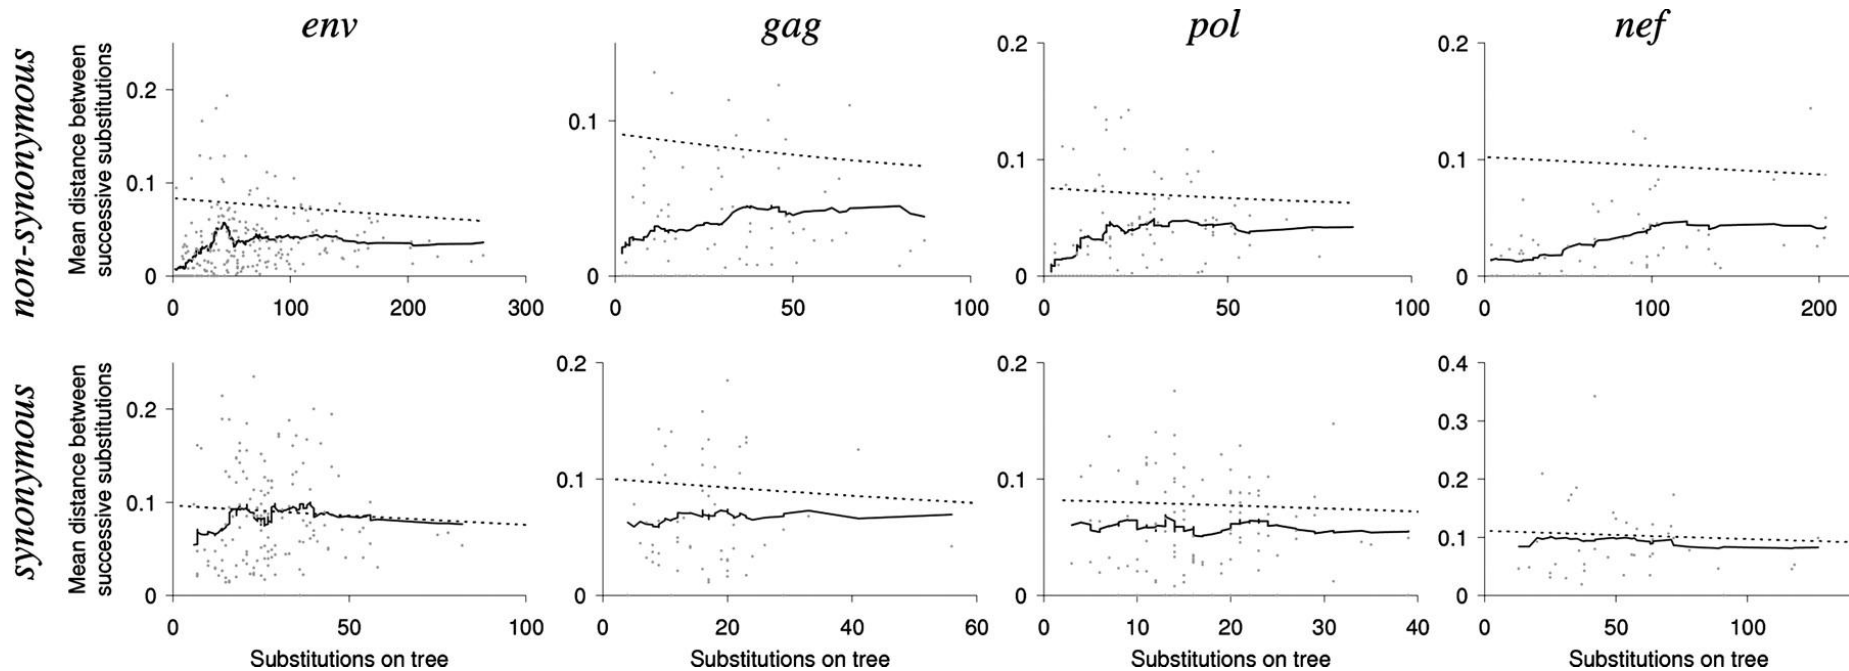 env gag pol nef
non-synonymous
Mean distance between
successive substitutions
0.2
0.1
0
0 100 200 300
0.1
0
0 50 100
0.2
0.1
0
0 50 100
0.2
0.1
0
0 100 200
synonymous
Mean distance between
successive substitutions
0.2
0.1
0
0 50 100
Substitutions on tree
0.2
0.1
0
0 20 40 60
Substitutions on tree
0.2
0.1
0
0 10 20 30 40
Substitutions on tree
0.4
0.3
0.2
0.1
0
0 50 100
Substitutions on tree